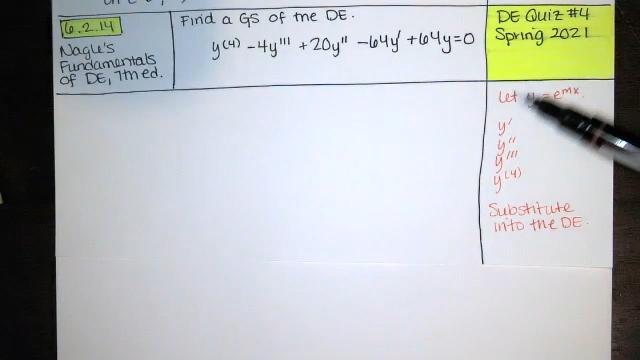 6.2.14
Nagle's
Fundamentals
of DE, 7th ed.
Find a GS of the DE.
y⁽⁴⁾ -4y''' +20y'' -64y' +64y=0
DE Quiz #4
Spring 2021
Let y = e^mx.
y'
y''
y'''
y⁽⁴⁾
Substitute
into the DE.